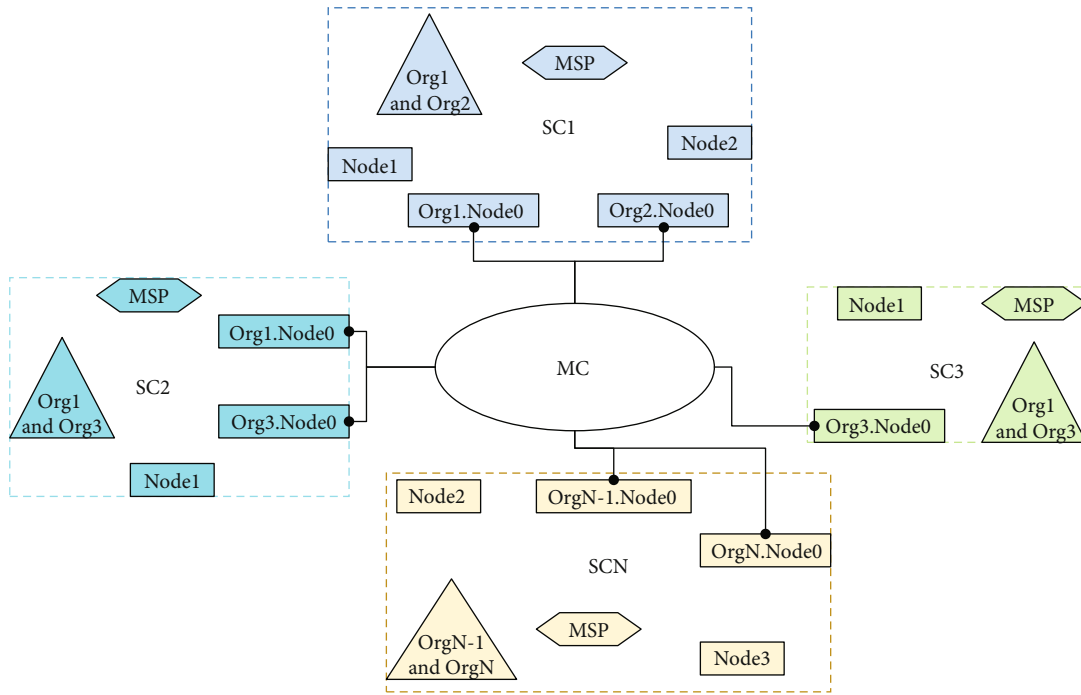 Org1
and Org2
MSP
SC1
Node2
Node1
Org1.Node0
Org2.Node0
MSP
Org1.Node0
SC2
Org1
and Org3
Org3.Node0
Node1
MC
Node1
MSP
SC3
Org1
and Org3
Org3.Node0
Node2
OrgN-1.Node0
OrgN.Node0
SCN
OrgN-1
and OrgN
MSP
Node3